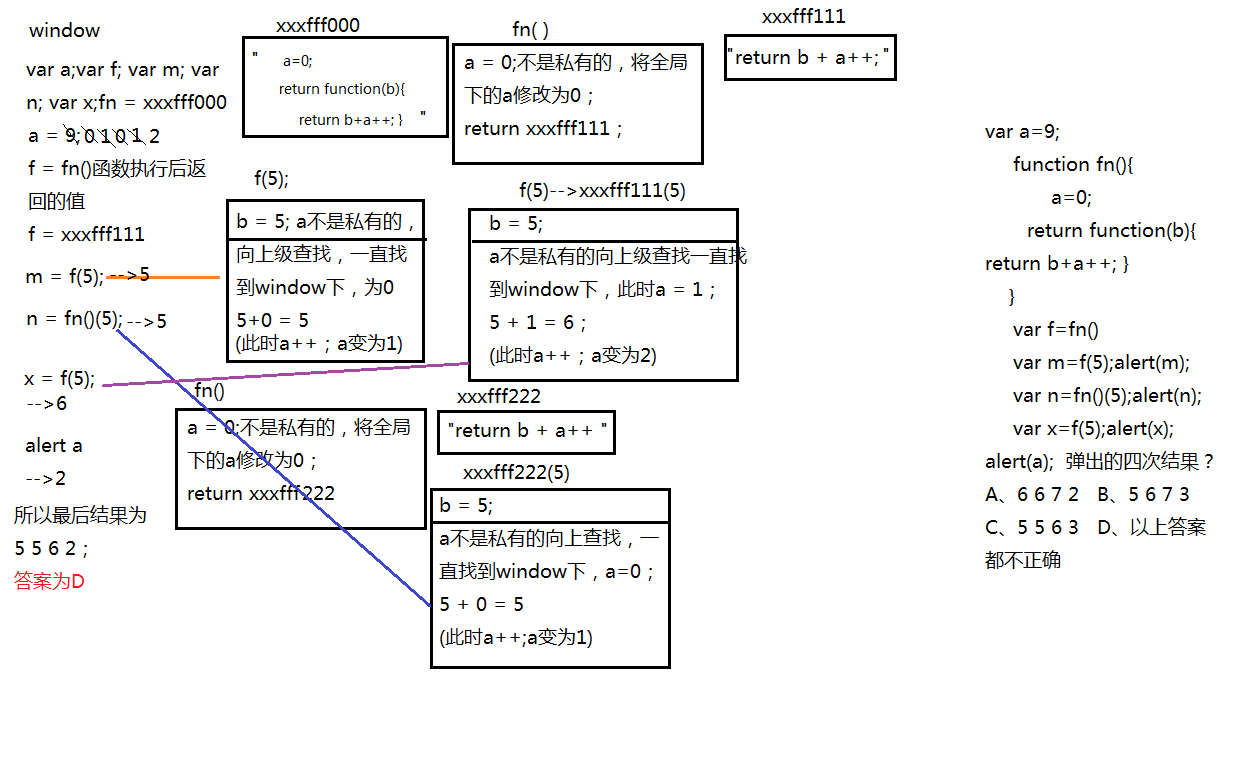 window
var a;var f; var m; var
n; var x;fn = xxxfff000
a = 9; 0 1 0 1 2
f = fn()函数执行后返
回的值
f = xxxfff111
m = f(5); -->5
n = fn()(5); -->5
x = f(5);
-->6
alert a
-->2
所以最后结果为
5 5 6 2 ;
答案为D
xxxfff000
" a=0;
return function(b){
return b+a++; } "
fn( )
a = 0;不是私有的，将全局
下的a修改为0；
return xxxfff111；
xxxfff111
"return b + a++; "
f(5);
b = 5; a不是私有的，
向上级查找，一直找
到window下，为0
5+0 = 5
(此时a++；a变为1)
f(5)-->xxxfff111(5)
b = 5;
a不是私有的向上级查找一直找
到window下，此时a = 1；
5 + 1 = 6；
(此时a++；a变为2)
fn()
a = 0;不是私有的，将全局
下的a修改为0；
return xxxfff222
xxxfff222
"return b + a++ "
xxxfff222(5)
b = 5;
a不是私有的向上查找，一
直找到window下，a=0；
5 + 0 = 5
(此时a++;a变为1)
var a=9;
function fn(){
a=0;
return function(b){
return b+a++; }
}
var f=fn()
var m=f(5);alert(m);
var n=fn()(5);alert(n);
var x=f(5);alert(x);
alert(a); 弹出的四次结果？
A、6 6 7 2 B、5 6 7 3
C、5 5 6 3 D、以上答案
都不正确